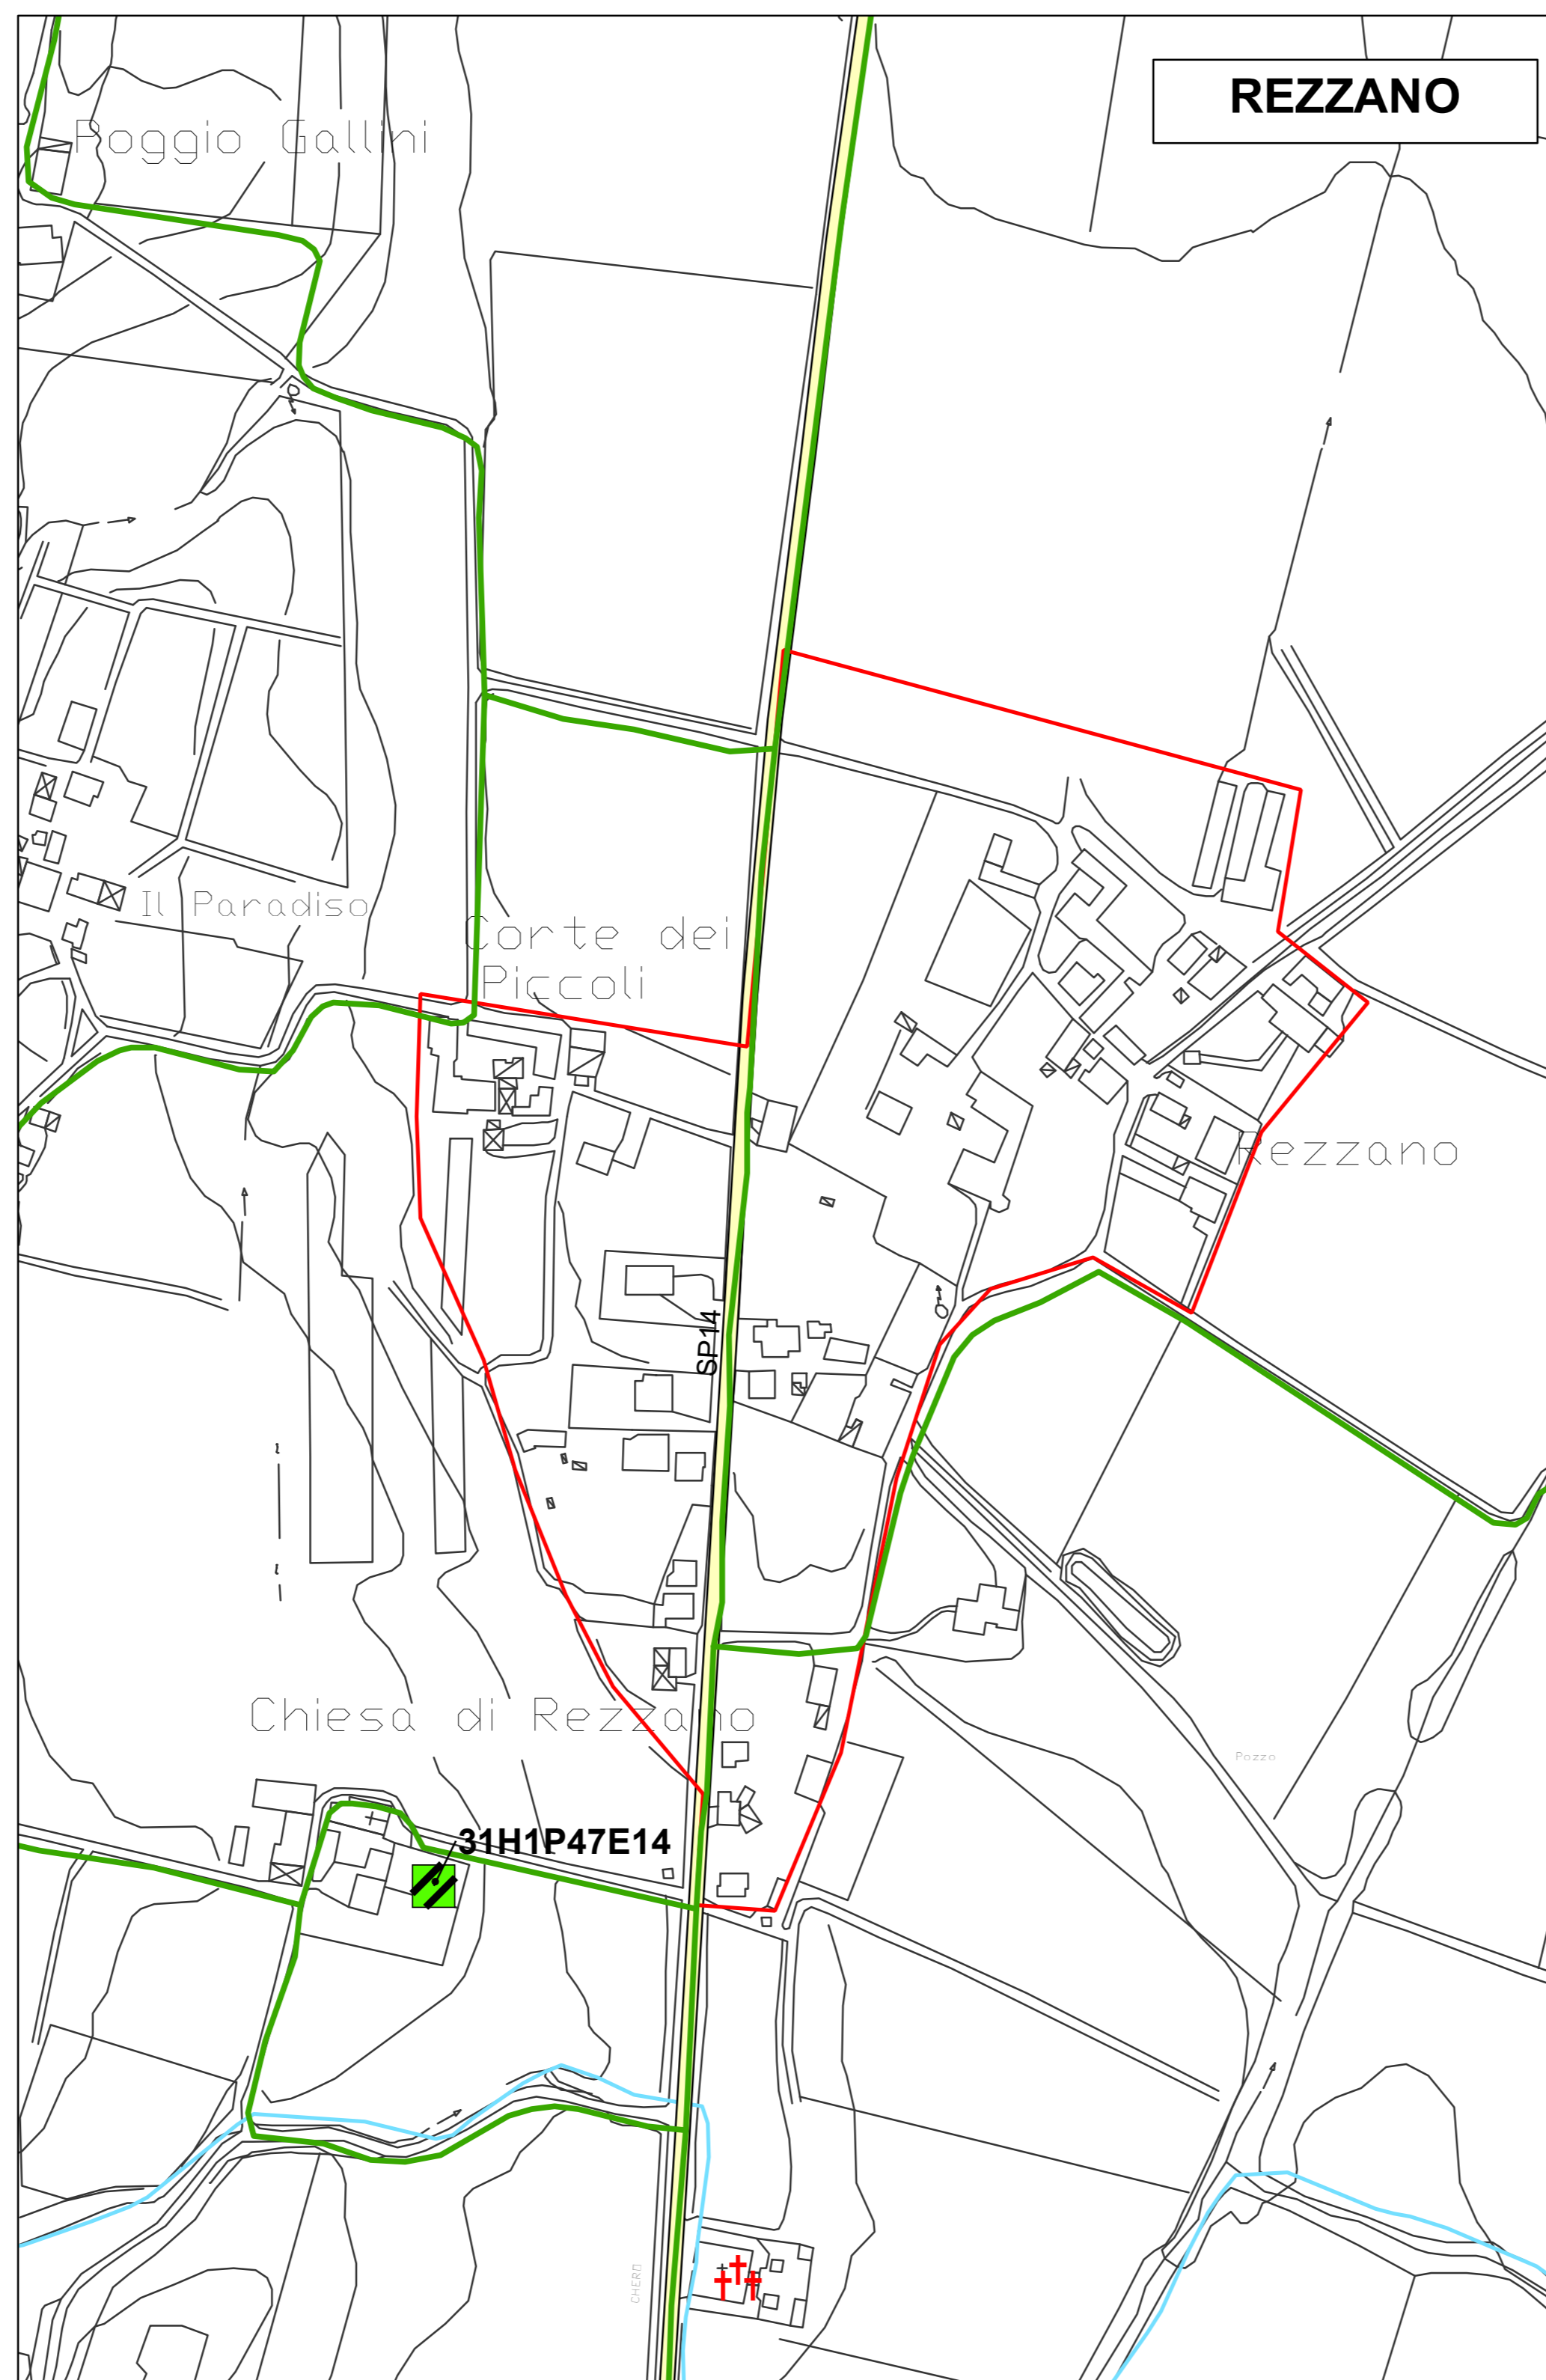 REZZANO
Poggio Gallini
Il Paradiso
Corte dei
Piccoli
Rezzano
SP14
Chiesa di Rezzano
Pozzo
31H1P47E14